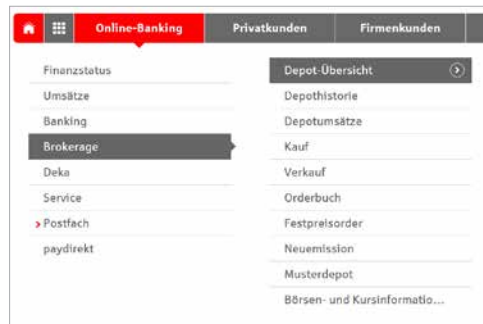 Online-Banking
Privatkunden
Firmenkunden
Finanzstatus
Umsätze
Banking
Brokerage
Deka
Service
Postfach
paydirekt
Depot-Übersicht
Depothistorie
Depotumsätze
Kauf
Verkauf
Orderbuch
Festpreisorder
Neuemission
Musterdepot
Börsen- und Kursinformatio...